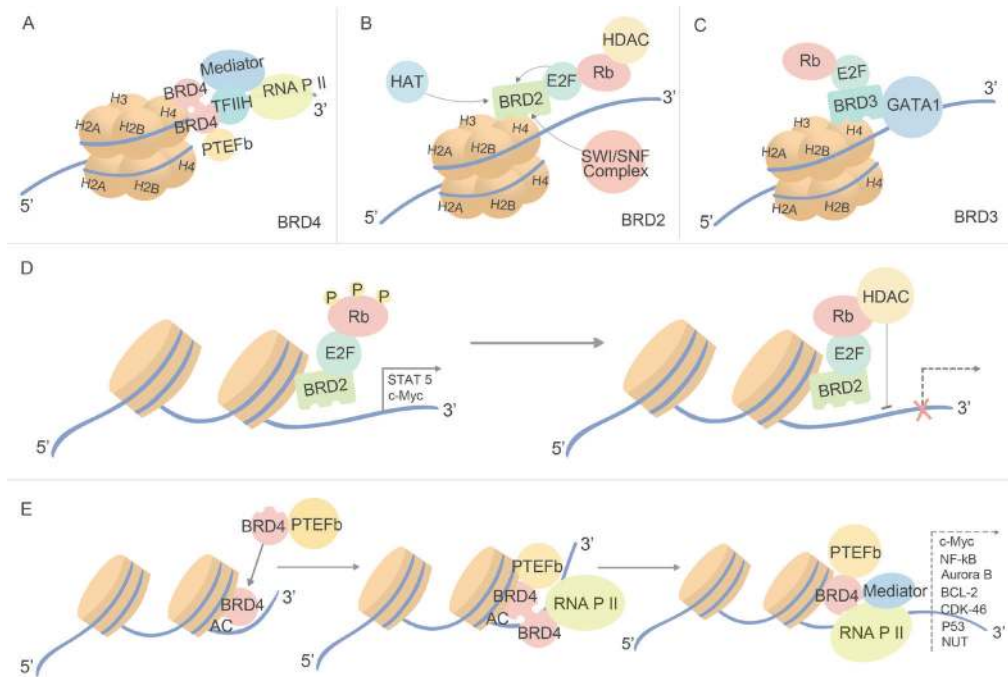 A
Mediator
BRD4
TFIIH
RNA P II
3'
H3
H4
BRD4
H2A
H2B
PTEFb
H4
H2A
H2B
5'
BRD4
B
HDAC
HAT
E2F
Rb
3'
BRD2
H3
H4
H2A
H2B
SWI/SNF
Complex
H4
H2A
H2B
5'
BRD2
C
Rb
E2F
3'
BRD3
GATA1
H3
H4
H2A
H2B
H4
H2A
H2B
5'
BRD3
D
P P P
Rb
E2F
BRD2
STAT 5
c-Myc
3'
5'
HDAC
Rb
E2F
BRD2
3'
5'
E
BRD4
PTEFb
BRD4
3'
AC
5'
3'
PTEFb
BRD4
RNA P II
AC
BRD4
5'
PTEFb
BRD4
Mediator
RNA P II
c-Myc
NF-kB
Aurora B
BCL-2
CDK-46
P53
NUT
3'
5'